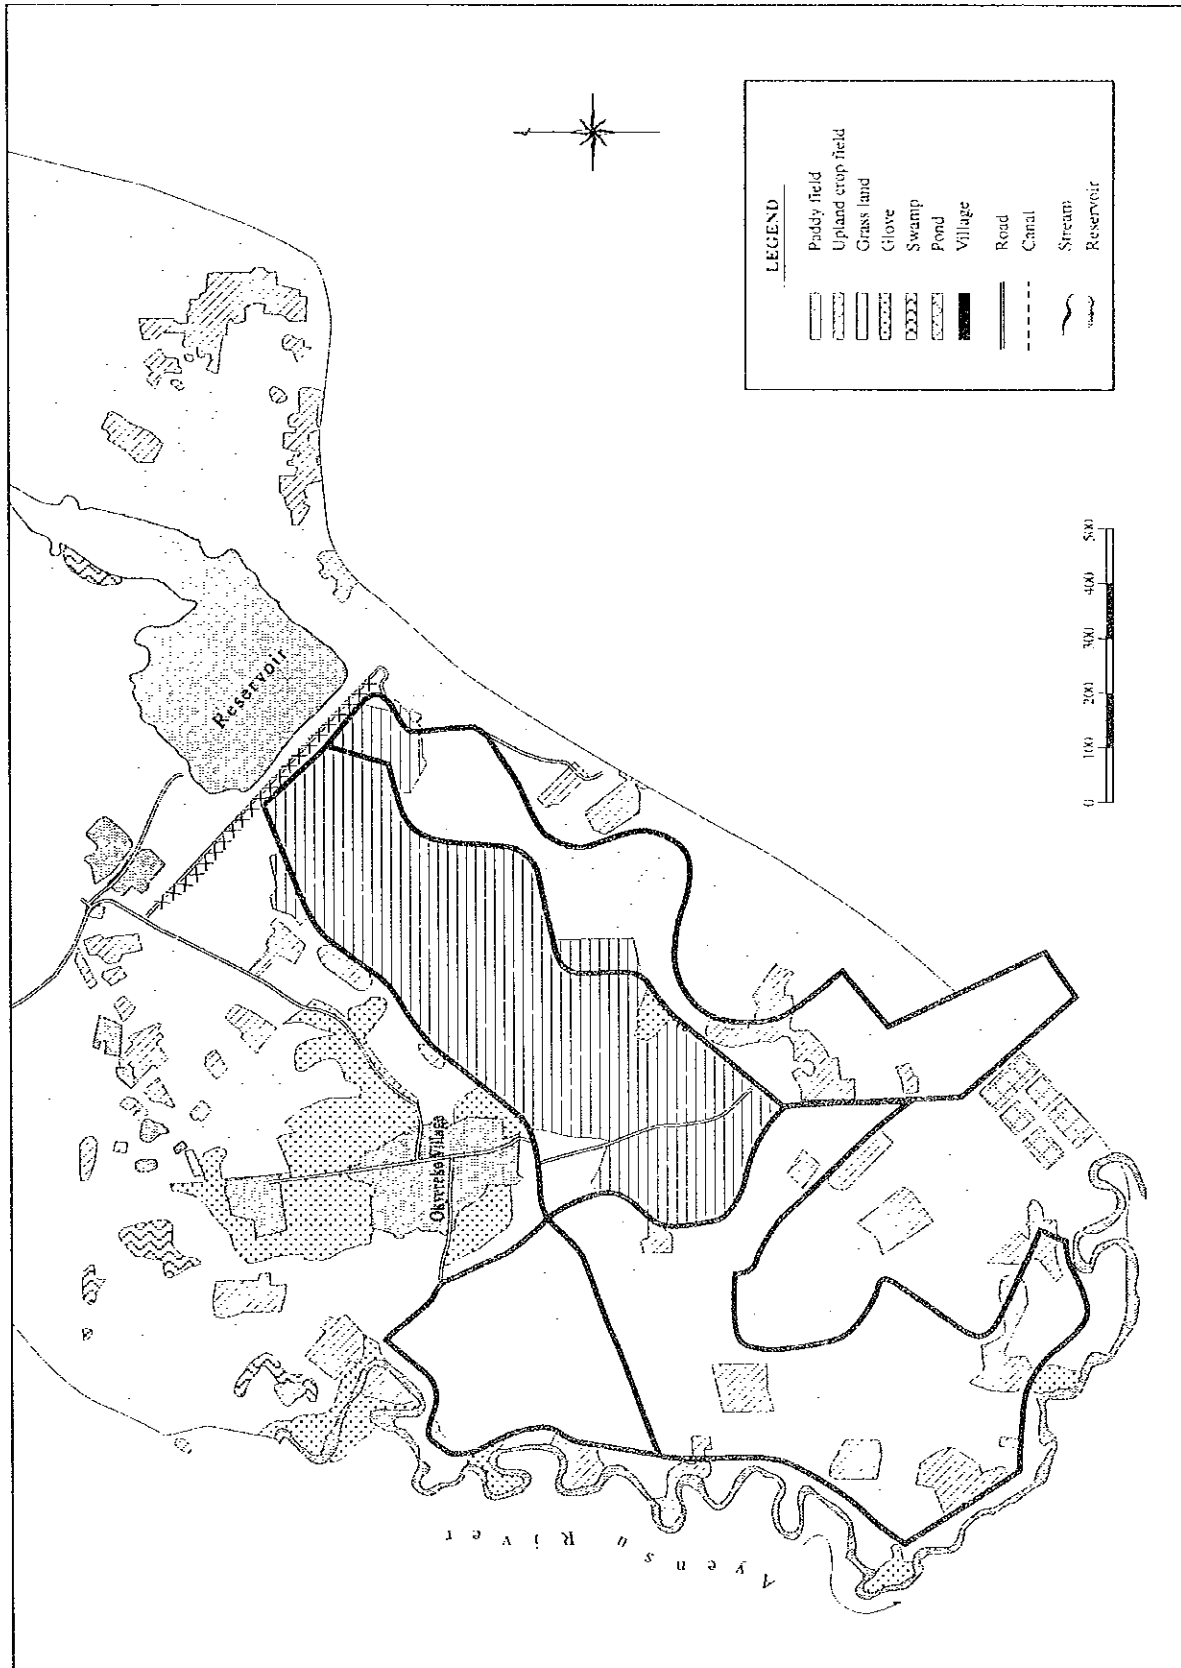 LEGEND
Paddy field
Upland crop field
Grass land
Glove
Swamp
Pond
Village
Road
Canal
Stream
Reservoir
Reservoir
Okyereko Village
Ayensu River
0 100 200 300 400 500